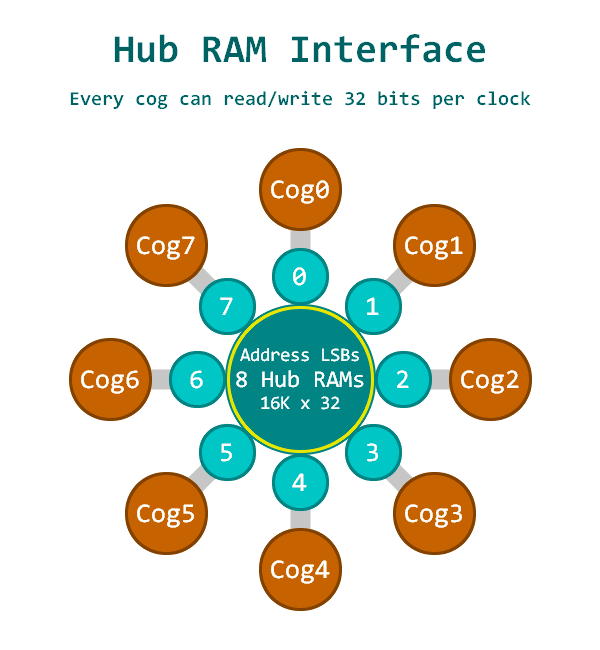 Hub RAM Interface
Every cog can read/write 32 bits per clock
Cog0
Cog7
Cog1
0
7
1
Address LSBs
8 Hub RAMs
16K x 32
Cog6
6
2
Cog2
5
3
4
Cog5
Cog3
Cog4